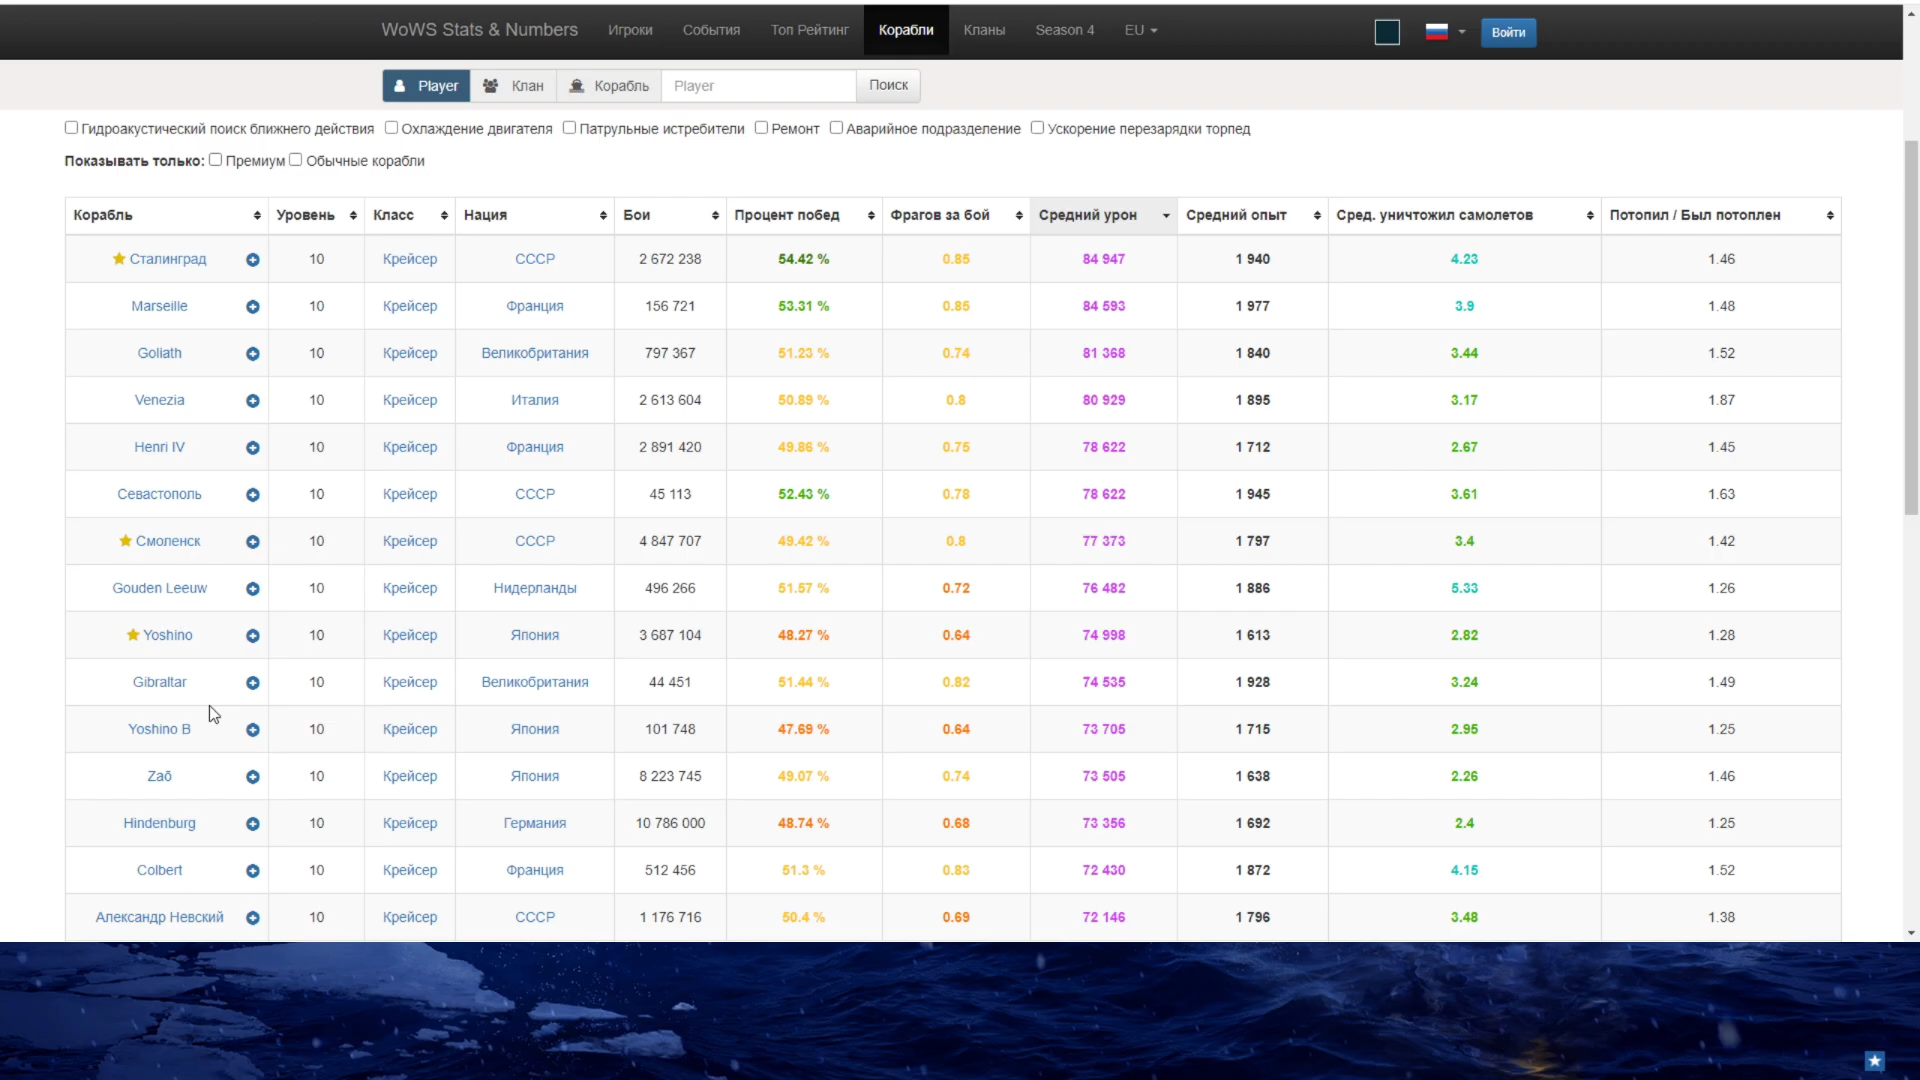 WoWS Stats & Numbers Игроки События Топ Рейтинг Корабли Кланы Season 4 EU Войти
Player Клан Корабль Player Поиск
Гидроакустический поиск ближнего действия Охлаждение двигателя Патрульные истребители Ремонт Аварийное подразделение Ускорение перезарядки торпед
Показывать только: Премиум Обычные корабли
Корабль Уровень Класс Нация Бои Процент побед Фрагов за бой Средний урон Средний опыт Сред. уничтожил самолетов Потопил / Был потоплен
Сталинград 10 Крейсер СССР 2 672 238 54.42 % 0.85 84 947 1 940 4.23 1.46
Marseille 10 Крейсер Франция 156 721 53.31 % 0.85 84 593 1 977 3.9 1.48
Goliath 10 Крейсер Великобритания 797 367 51.23 % 0.74 81 368 1 840 3.44 1.52
Venezia 10 Крейсер Италия 2 613 604 50.89 % 0.8 80 929 1 895 3.17 1.87
Henri IV 10 Крейсер Франция 2 891 420 49.86 % 0.75 78 622 1 712 2.67 1.45
Севастополь 10 Крейсер СССР 45 113 52.43 % 0.78 78 622 1 945 3.61 1.63
Смоленск 10 Крейсер СССР 4 847 707 49.42 % 0.8 77 373 1 797 3.4 1.42
Gouden Leeuw 10 Крейсер Нидерланды 496 266 51.57 % 0.72 76 482 1 886 5.33 1.26
Yoshino 10 Крейсер Япония 3 687 104 48.27 % 0.64 74 998 1 613 2.82 1.28
Gibraltar 10 Крейсер Великобритания 44 451 51.44 % 0.82 74 535 1 928 3.24 1.49
Yoshino B 10 Крейсер Япония 101 748 47.69 % 0.64 73 705 1 715 2.95 1.25
Zaō 10 Крейсер Япония 8 223 745 49.07 % 0.74 73 505 1 638 2.26 1.46
Hindenburg 10 Крейсер Германия 10 786 000 48.74 % 0.68 73 356 1 692 2.4 1.25
Colbert 10 Крейсер Франция 512 456 51.3 % 0.83 72 430 1 872 4.15 1.52
Александр Невский 10 Крейсер СССР 1 176 716 50.4 % 0.69 72 146 1 796 3.48 1.38